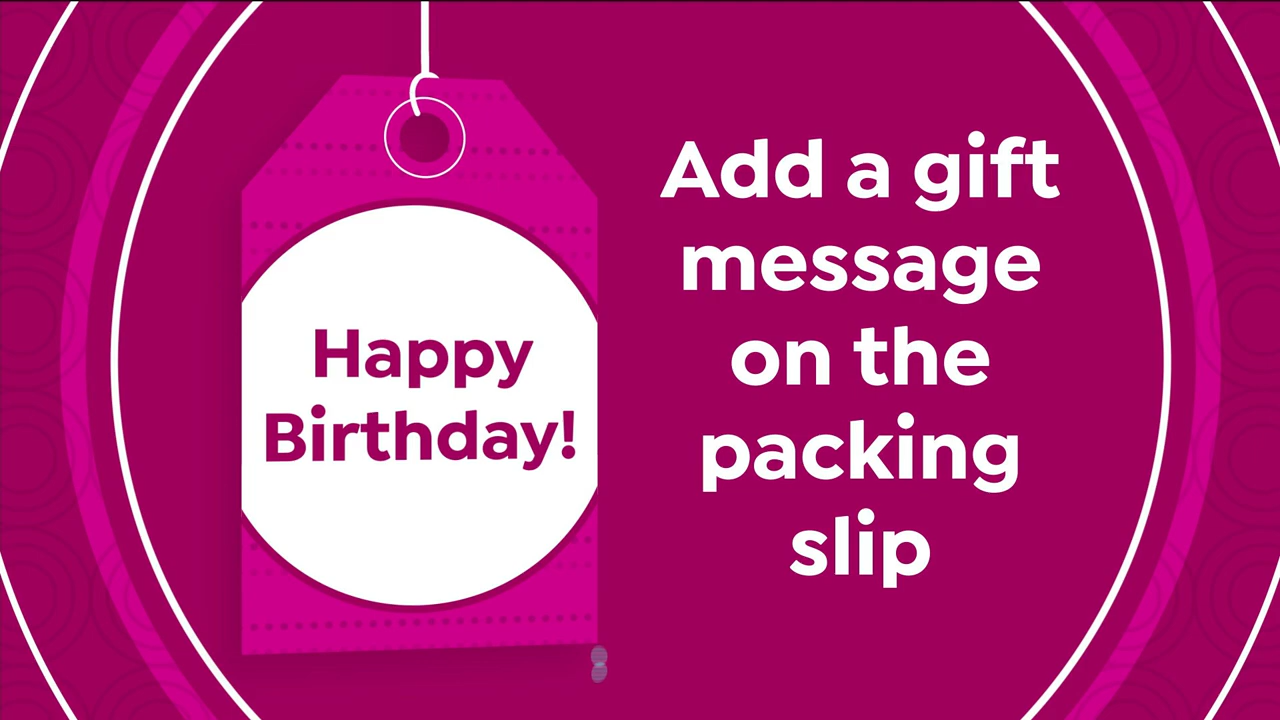 Happy
Birthday!
Add a gift
message
on the
packing
slip